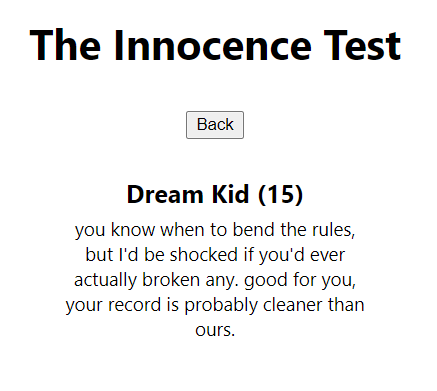 The Innocence Test
Back
Dream Kid (15)
you know when to bend the rules,
but I'd be shocked if you'd ever
actually broken any. good for you,
your record is probably cleaner than
ours.